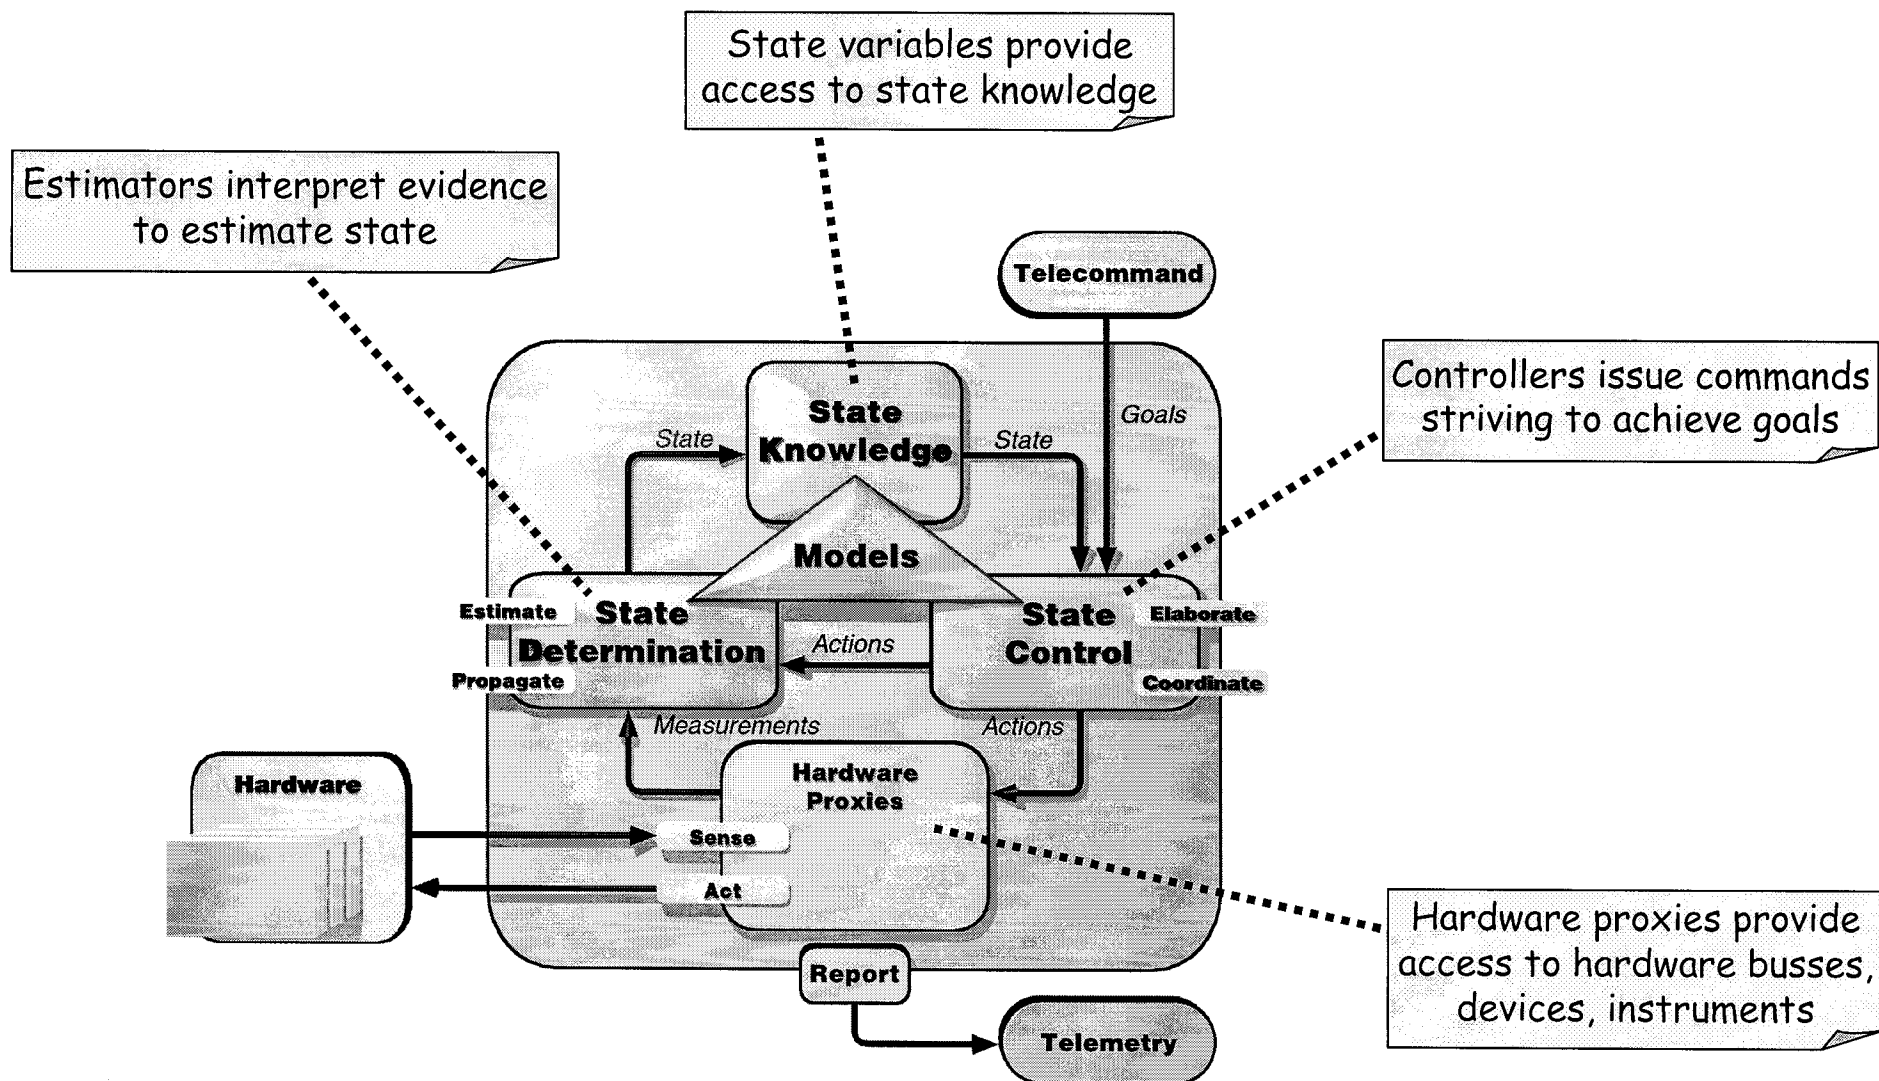 State variables provide
access to state knowledge
Estimators interpret evidence
to estimate state
Telecommand
Controllers issue commands
striving to achieve goals
State
Knowledge
State
State
Goals
Models
Estimate
State
Determination
Propagate
Actions
State
Control
Elaborate
Coordinate
Measurements
Actions
Hardware
Hardware
Proxies
Sense
Act
Hardware proxies provide
access to hardware busses,
devices, instruments
Report
Telemetry